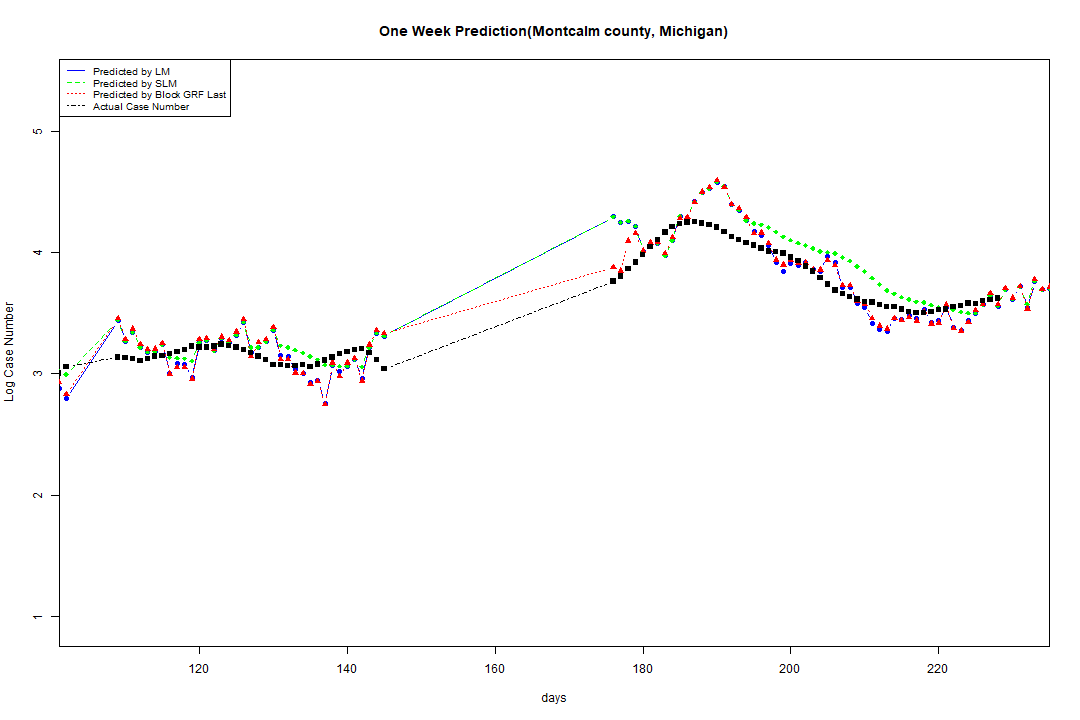 One Week Prediction(Montcalm county, Michigan)
Predicted by LM
Predicted by SLM
Predicted by Block GRF Last
Actual Case Number
5
4
3
2
1
Log Case Number
120 140 160 180 200 220
days